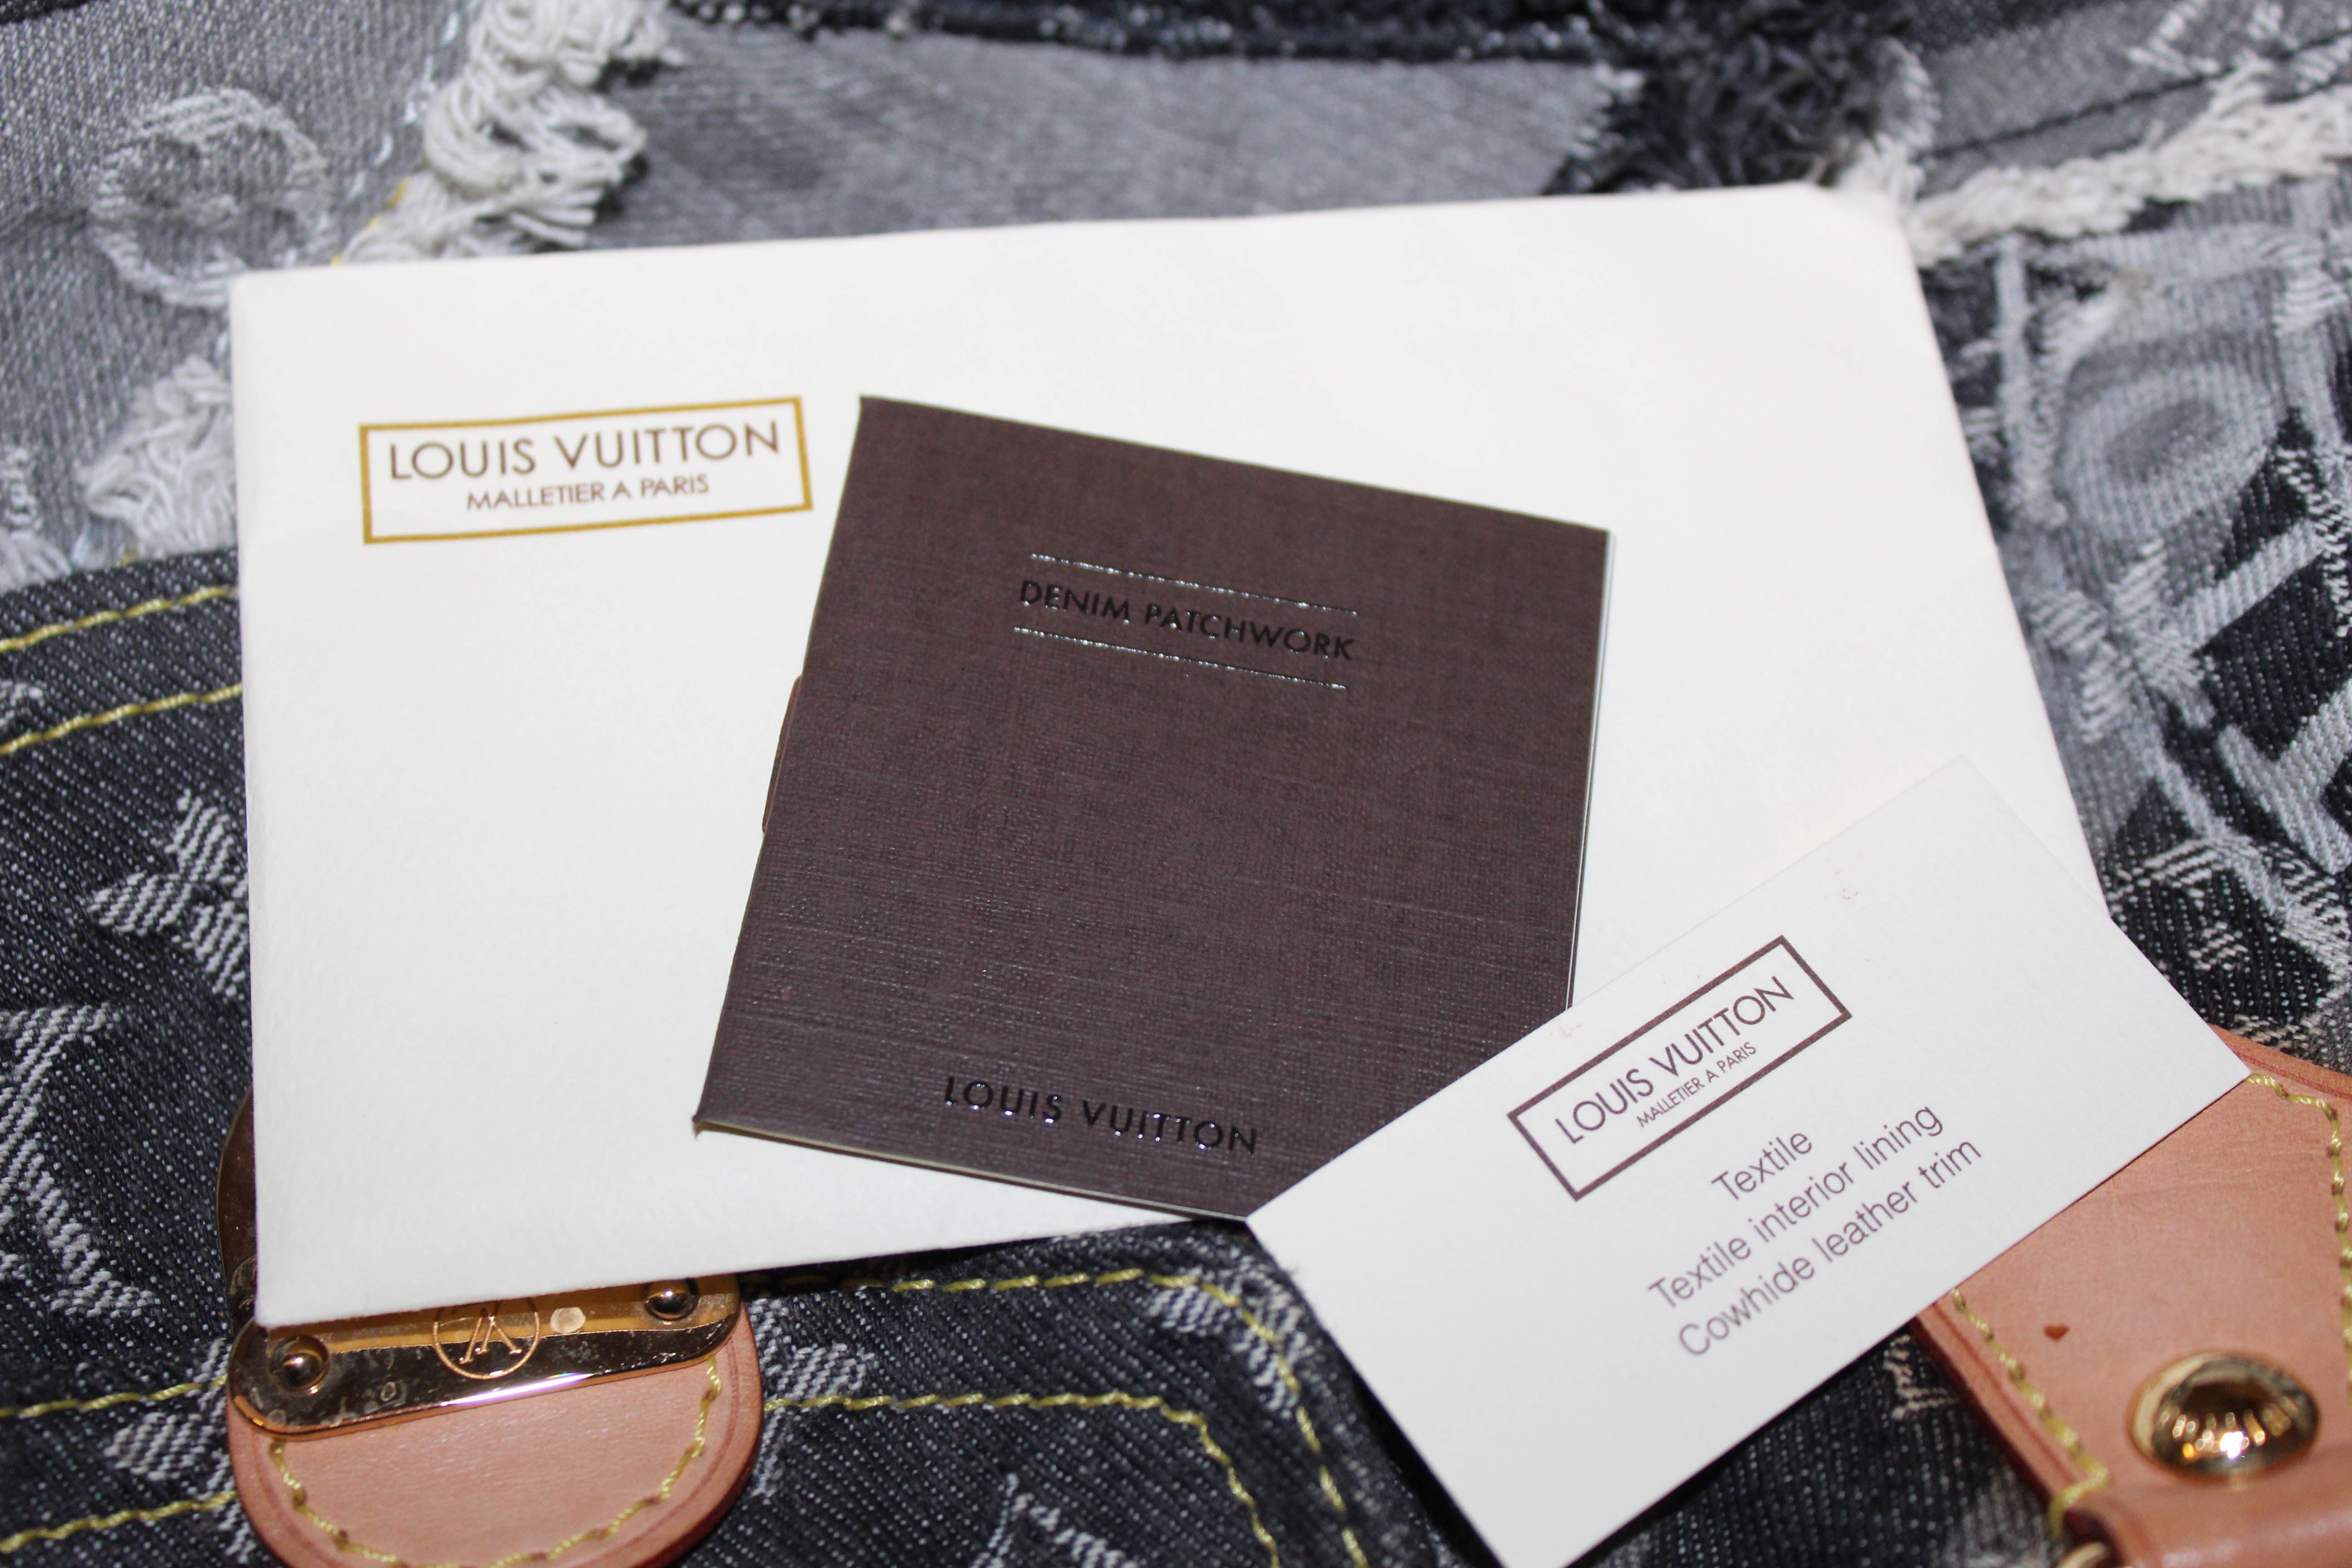 LOUIS VUITTON
MALLETIER A PARIS
DENIM PATCHWORK
LOUIS VUITTON
LOUIS VUITTON
MALLETIER A PARIS
Textile
Textile interior lining
Cowhide leather trim